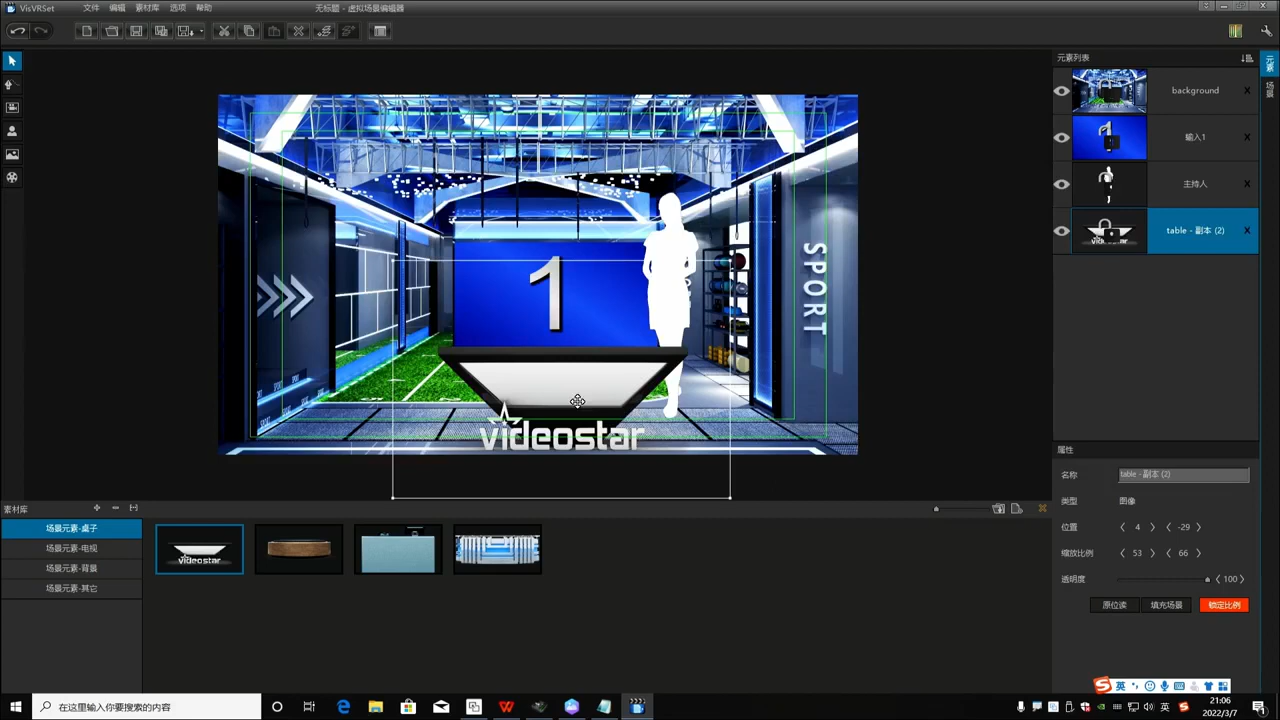 VisVRSet
文件 编辑 素材库 选项 帮助
无标题 - 虚拟场景编辑器
元素列表
元素
场景
background X
输入1 X
主持人 X
table - 副本 (2) X
SPORT
1
videostar
属性
名称 table - 副本 (2)
类型 图像
位置 4 -29
缩放比例 53 66
透明度 100
原位读 填充场景 锁定比例
素材库
场景元素-桌子
场景元素-电视
场景元素-背景
场景元素-其它
videostar
英
在这里输入你要搜索的内容
英
21:06
2022/3/7